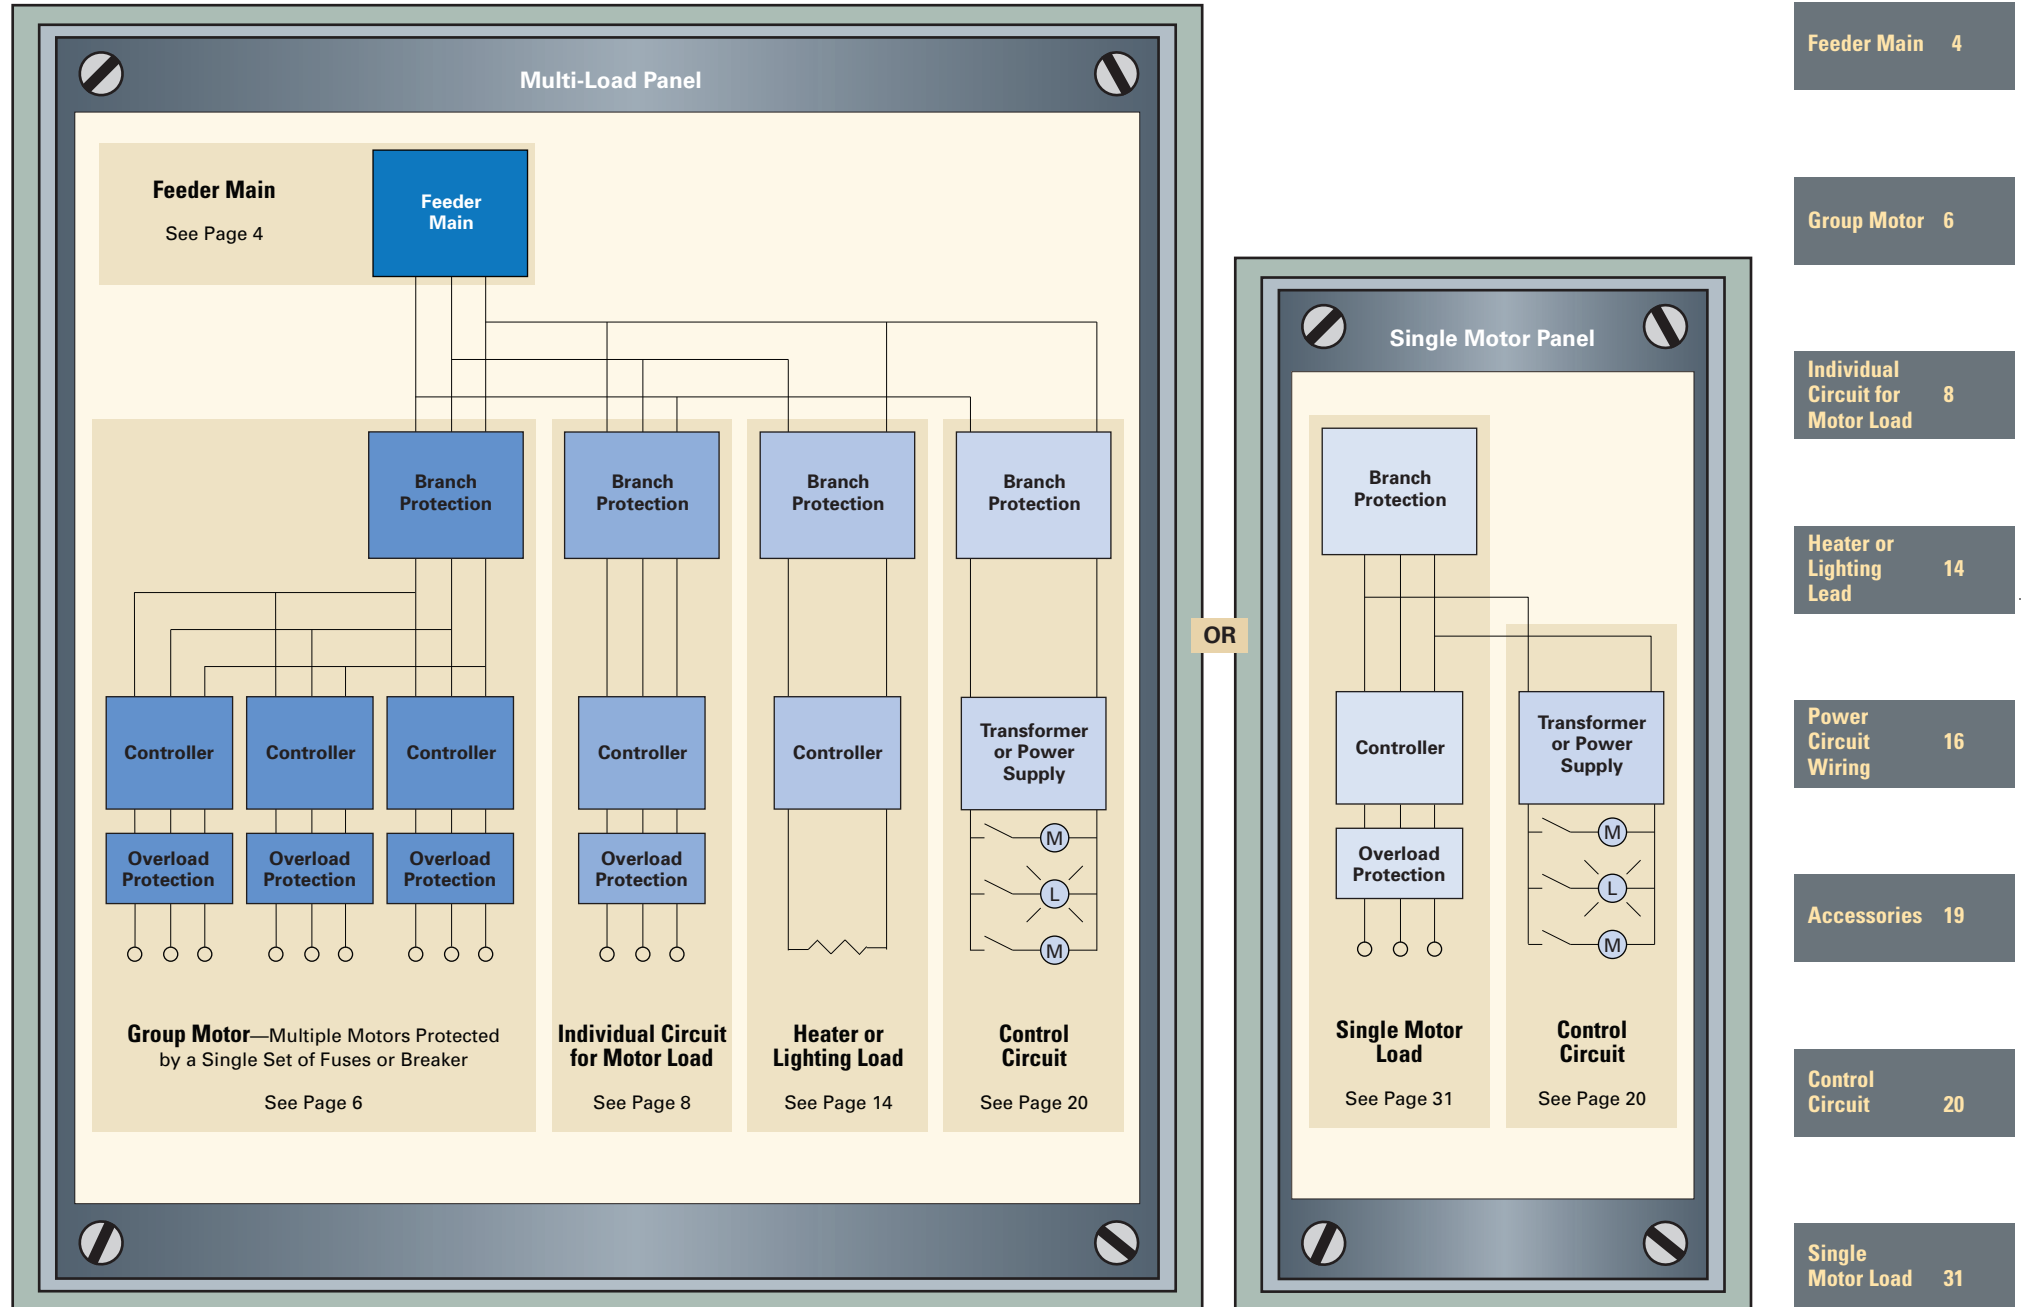 Multi-Load Panel
Feeder Main
See Page 4
Feeder
Main
Branch
Protection
Branch
Protection
Branch
Protection
Branch
Protection
Controller
Controller
Controller
Controller
Controller
Transformer
or Power
Supply
Overload
Protection
Overload
Protection
Overload
Protection
Overload
Protection
M
L
M
Group Motor—Multiple Motors Protected
by a Single Set of Fuses or Breaker
See Page 6
Individual Circuit
for Motor Load
See Page 8
Heater or
Lighting Load
See Page 14
Control
Circuit
See Page 20
OR
Single Motor Panel
Branch
Protection
Controller
Transformer
or Power
Supply
Overload
Protection
M
L
M
Single Motor
Load
See Page 31
Control
Circuit
See Page 20
Feeder Main 4
Group Motor 6
Individual
Circuit for 8
Motor Load
Heater or
Lighting 14
Lead
Power
Circuit 16
Wiring
Accessories 19
Control
Circuit 20
Single
Motor Load 31